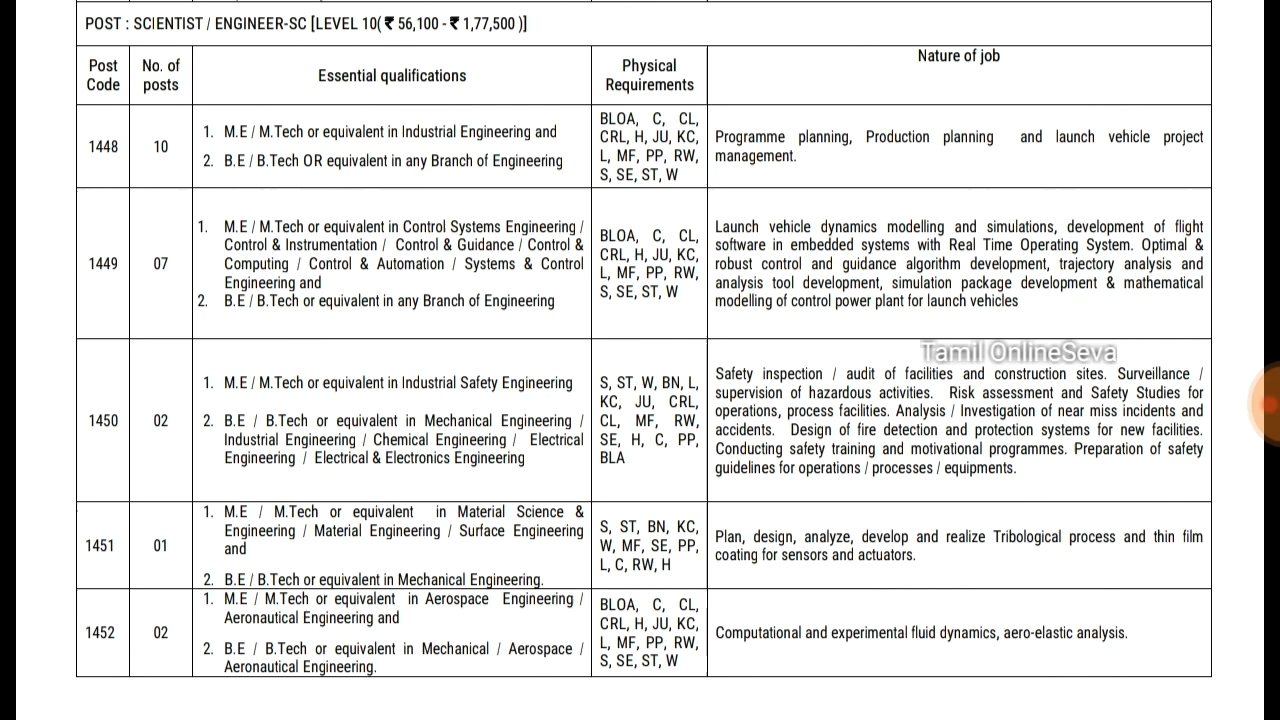 POST : SCIENTIST / ENGINEER-SC [LEVEL 10( ₹ 56,100 - ₹ 1,77,500 )]
Post
Code
No. of
posts
Essential qualifications
Physical
Requirements
Nature of job
1448
10
1. M.E / M.Tech or equivalent in Industrial Engineering and
2. B.E / B.Tech OR equivalent in any Branch of Engineering
BLOA, C, CL,
CRL, H, JU, KC,
L, MF, PP, RW,
S, SE, ST, W
Programme planning, Production planning and launch vehicle project
management.
1449
07
1. M.E / M.Tech or equivalent in Control Systems Engineering /
Control & Instrumentation / Control & Guidance / Control &
Computing / Control & Automation / Systems & Control
Engineering and
2. B.E / B.Tech or equivalent in any Branch of Engineering
BLOA, C, CL,
CRL, H, JU, KC,
L, MF, PP, RW,
S, SE, ST, W
Launch vehicle dynamics modelling and simulations, development of flight
software in embedded systems with Real Time Operating System. Optimal &
robust control and guidance algorithm development, trajectory analysis and
analysis tool development, simulation package development & mathematical
modelling of control power plant for launch vehicles
Tamil OnlineSeva
1450
02
1. M.E / M.Tech or equivalent in Industrial Safety Engineering
2. B.E / B.Tech or equivalent in Mechanical Engineering /
Industrial Engineering / Chemical Engineering / Electrical
Engineering / Electrical & Electronics Engineering
S, ST, W, BN, L,
KC, JU, CRL,
CL, MF, RW,
SE, H, C, PP,
BLA
Safety inspection / audit of facilities and construction sites. Surveillance /
supervision of hazardous activities. Risk assessment and Safety Studies for
operations, process facilities. Analysis / Investigation of near miss incidents and
accidents. Design of fire detection and protection systems for new facilities.
Conducting safety training and motivational programmes. Preparation of safety
guidelines for operations / processes / equipments.
1451
01
1. M.E / M.Tech or equivalent in Material Science &
Engineering / Material Engineering / Surface Engineering
and
2. B.E / B.Tech or equivalent in Mechanical Engineering.
S, ST, BN, KC,
W, MF, SE, PP,
L, C, RW, H
Plan, design, analyze, develop and realize Tribological process and thin film
coating for sensors and actuators.
1452
02
1. M.E / M.Tech or equivalent in Aerospace Engineering /
Aeronautical Engineering and
2. B.E / B.Tech or equivalent in Mechanical / Aerospace /
Aeronautical Engineering.
BLOA, C, CL,
CRL, H, JU, KC,
L, MF, PP, RW,
S, SE, ST, W
Computational and experimental fluid dynamics, aero-elastic analysis.